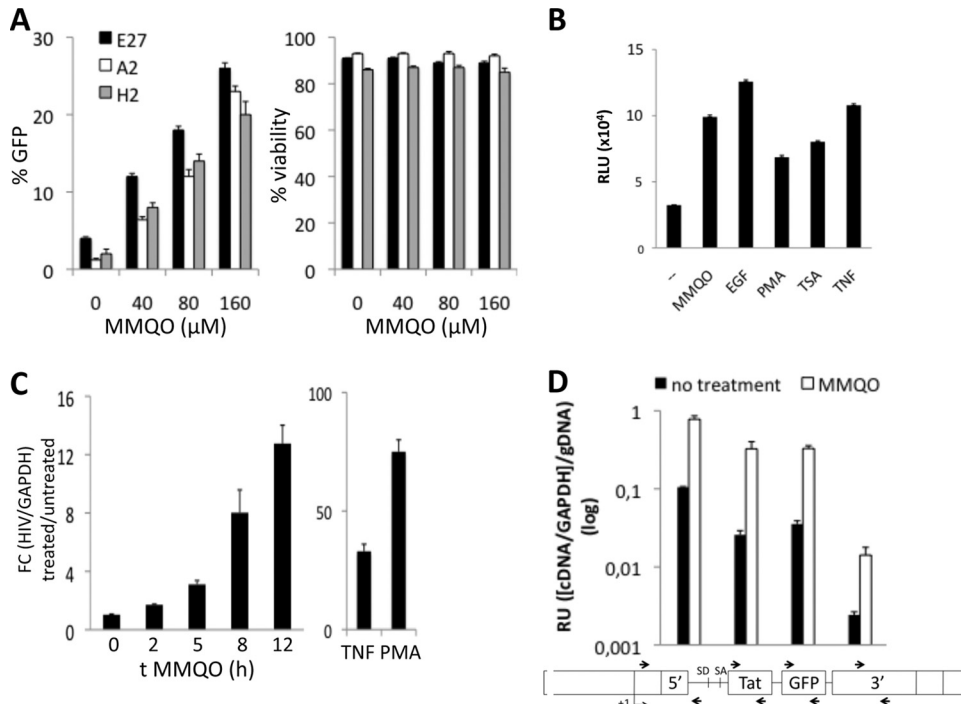 A
30
20
10
0
% GFP
E27
A2
H2
0 40 80 160
MMQO (µM)
100
80
60
40
20
0
% viability
0 40 80 160
MMQO (µM)
B
15
10
5
0
RLU (x10⁴)
–
MMQO
EGF
PMA
TSA
TNF
C
16
12
8
4
0
FC (HIV/GAPDH)
treated/untreated
0 2 5 8 12
t MMQO (h)
100
50
0
TNF PMA
D
no treatment MMQO
1
0,1
0,01
0,001
RU ([cDNA/GAPDH]/gDNA)
(log)
5' SD SA Tat GFP 3'
+1